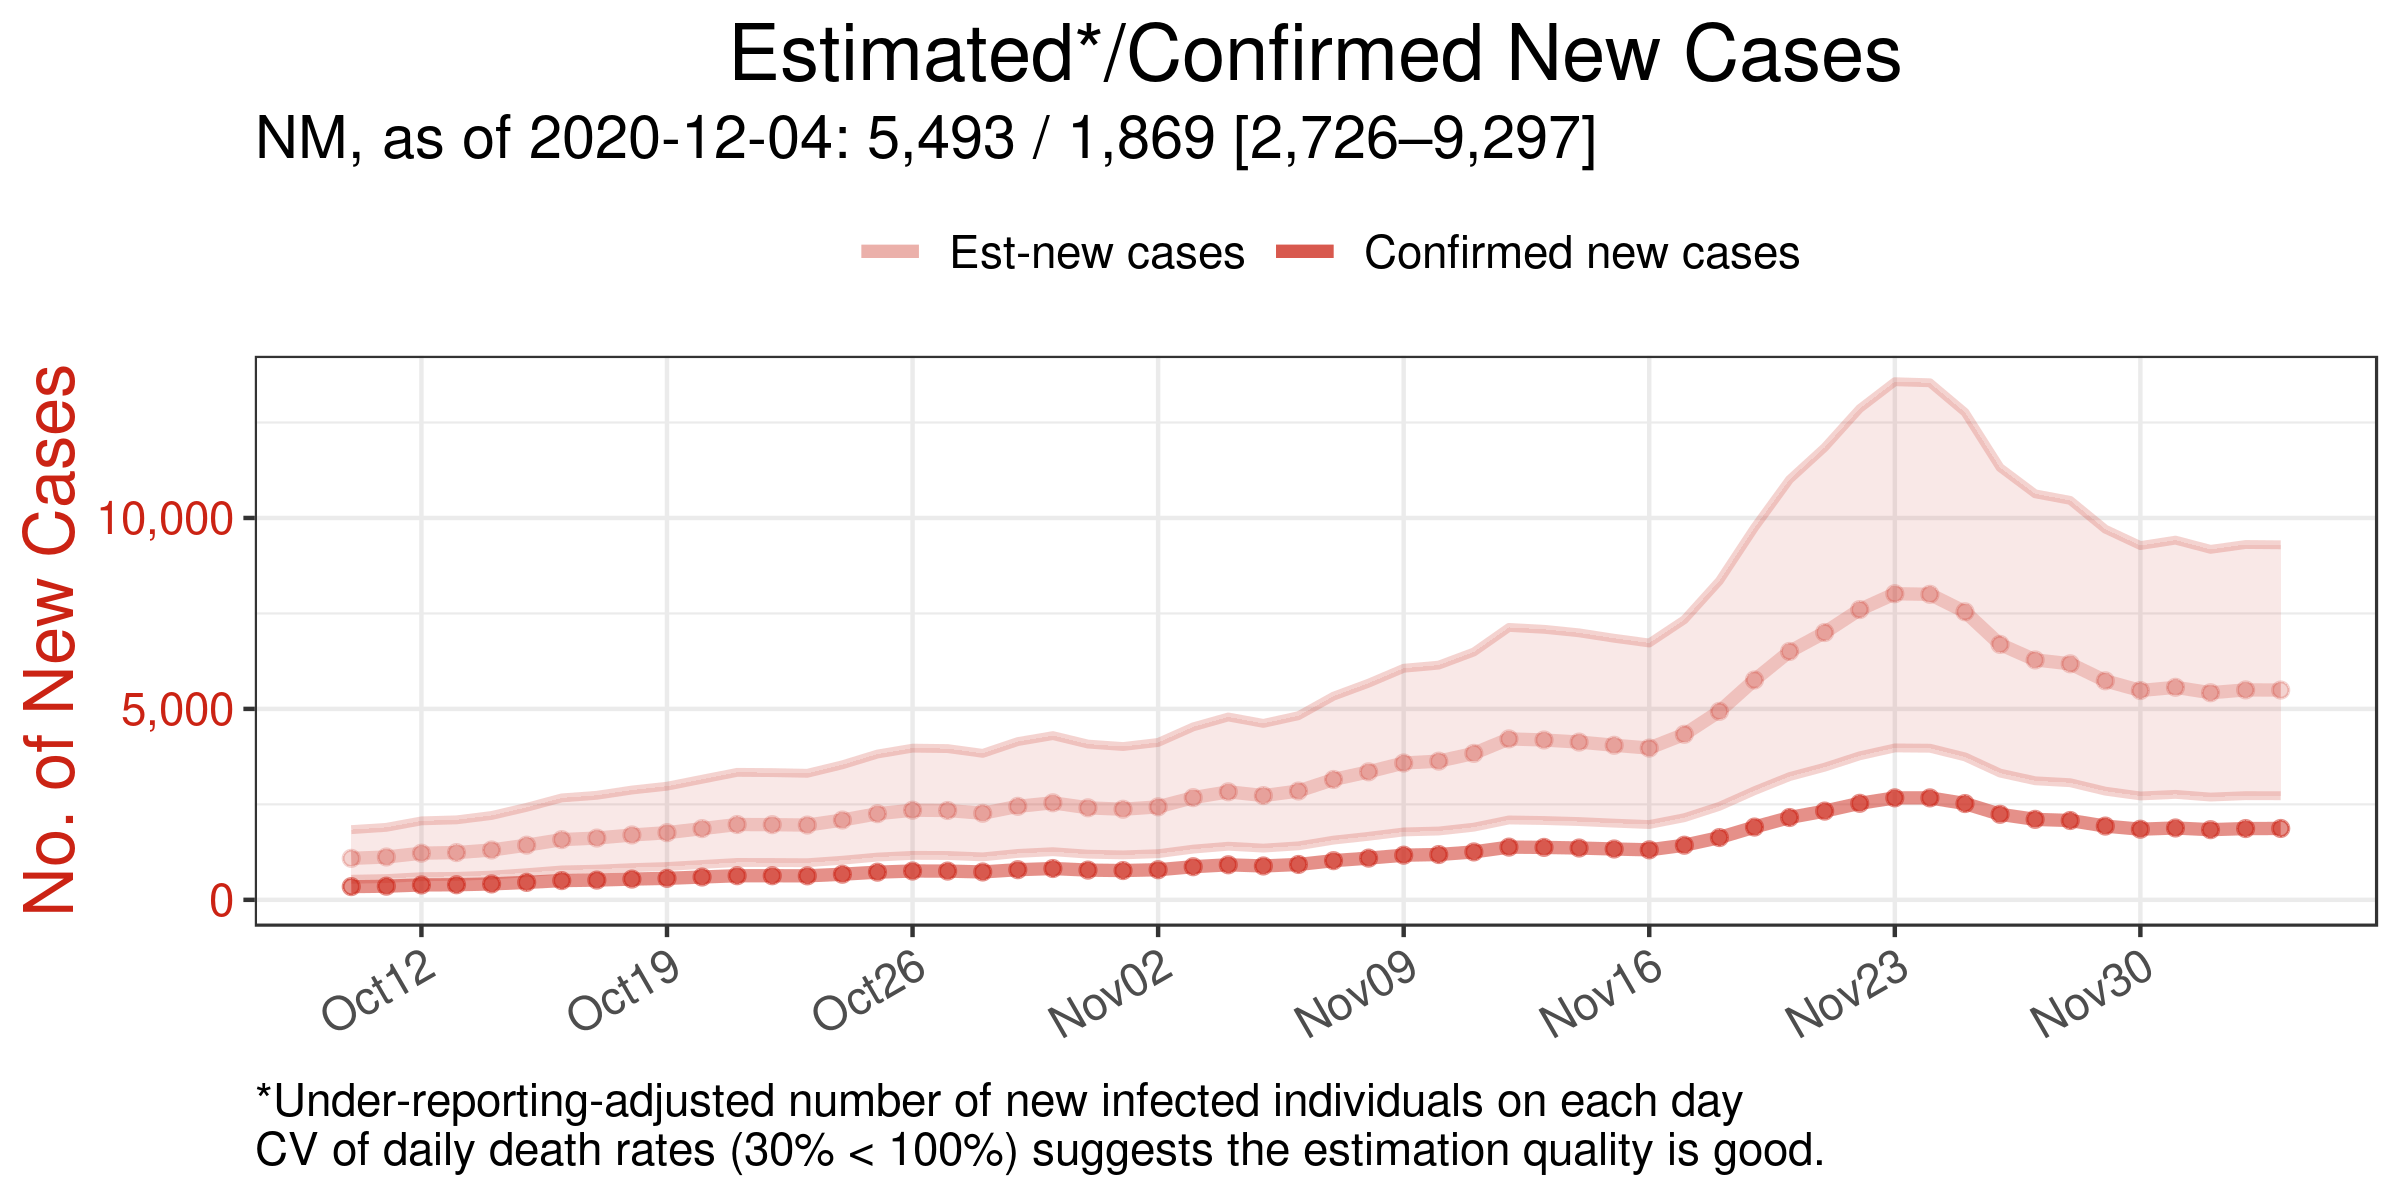 Estimated*/Confirmed New Cases
NM, as of 2020-12-04: 5,493 / 1,869 [2,726–9,297]
Est-new cases
Confirmed new cases
No. of New Cases
10,000
5,000
0
Oct12
Oct19
Oct26
Nov02
Nov09
Nov16
Nov23
Nov30
*Under-reporting-adjusted number of new infected individuals on each day
CV of daily death rates (30% < 100%) suggests the estimation quality is good.